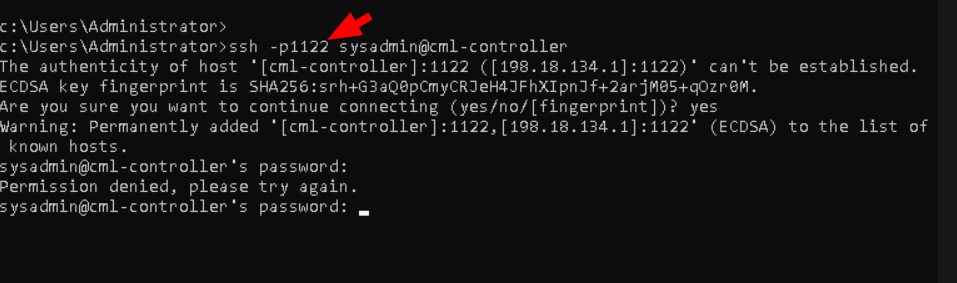 c:\Users\Administrator>
c:\Users\Administrator>ssh -p1122 sysadmin@cml-controller
The authenticity of host '[cml-controller]:1122 ([198.18.134.1]:1122)' can't be established.
ECDSA key fingerprint is SHA256:srh+G3aQ0pCmyCRJeH4JFhXIpnJf+2arjM05+qOzr0M.
Are you sure you want to continue connecting (yes/no/[fingerprint])? yes
Warning: Permanently added '[cml-controller]:1122,[198.18.134.1]:1122' (ECDSA) to the list of
known hosts.
sysadmin@cml-controller's password:
Permission denied, please try again.
sysadmin@cml-controller's password: